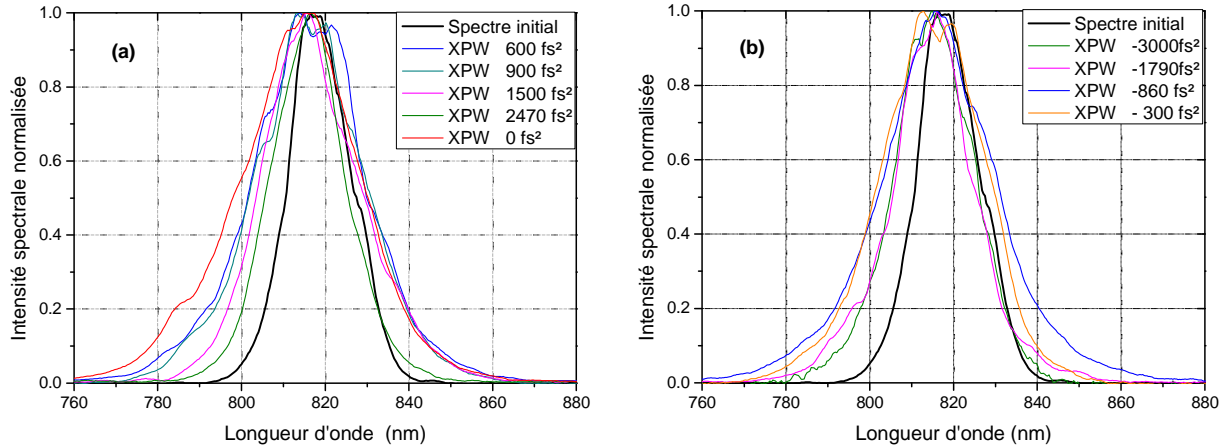 (a)
Spectre initial
XPW 600 fs²
XPW 900 fs²
XPW 1500 fs²
XPW 2470 fs²
XPW 0 fs²
Intensité spectrale normalisée
1.0
0.8
0.6
0.4
0.2
0.0
760 780 800 820 840 860 880
Longueur d'onde (nm)
(b)
Spectre initial
XPW -3000fs²
XPW -1790fs²
XPW -860 fs²
XPW - 300 fs²
Intensité spectrale normalisée
1.0
0.8
0.6
0.4
0.2
0.0
760 780 800 820 840 860 880
Longueur d'onde (nm)